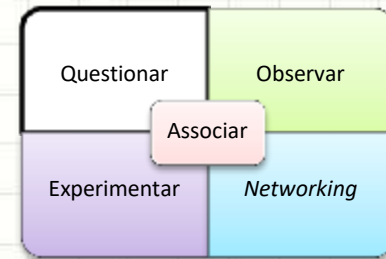 Questionar
Observar
Associar
Experimentar
Networking